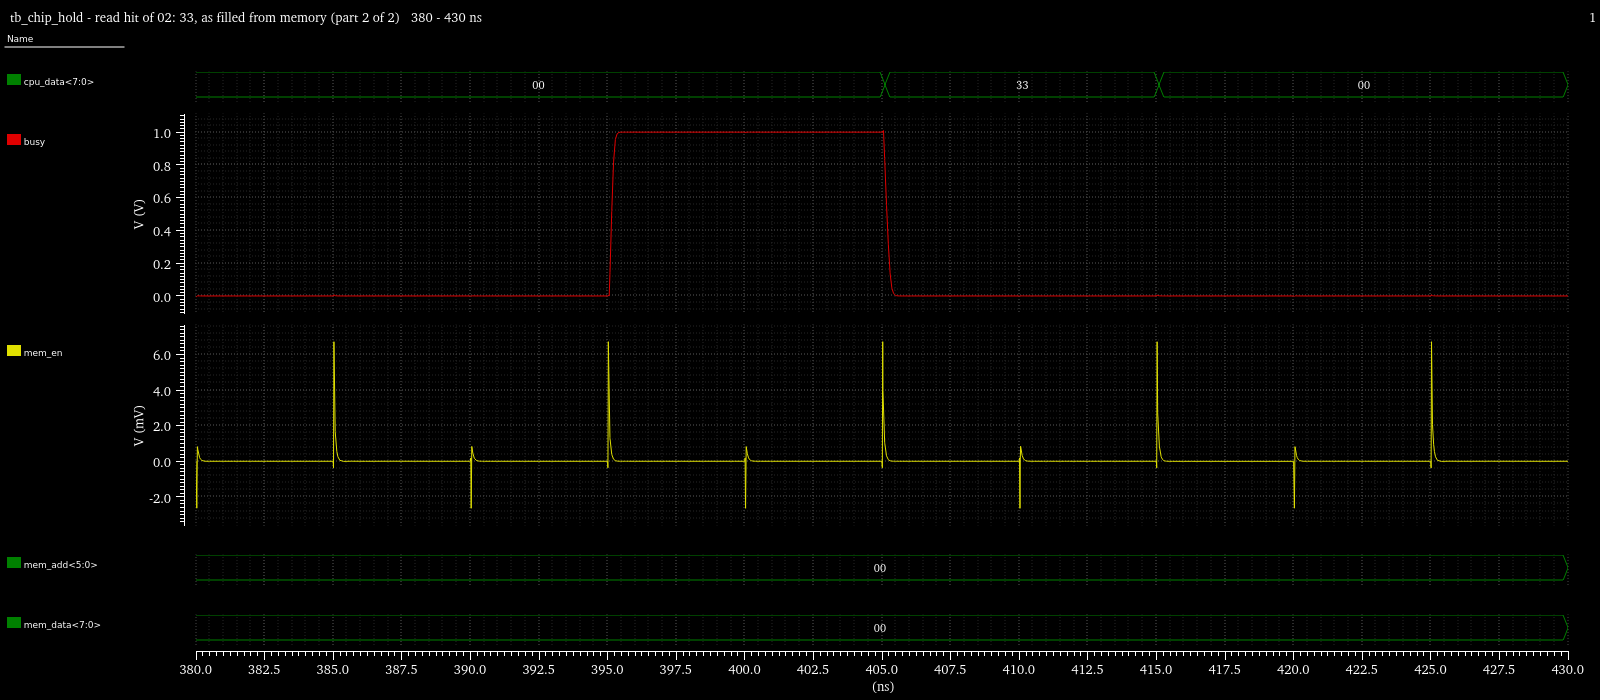 tb_chip_hold - read hit of 02: 33, as filled from memory (part 2 of 2)   380 - 430 ns
1
Name
cpu_data<7:0>
00
33
00
busy
V (V)
1.0
0.8
0.6
0.4
0.2
0.0
mem_en
V (mV)
6.0
4.0
2.0
0.0
-2.0
mem_add<5:0>
00
mem_data<7:0>
00
380.0 382.5 385.0 387.5 390.0 392.5 395.0 397.5 400.0 402.5 405.0 407.5 410.0 412.5 415.0 417.5 420.0 422.5 425.0 427.5 430.0
(ns)